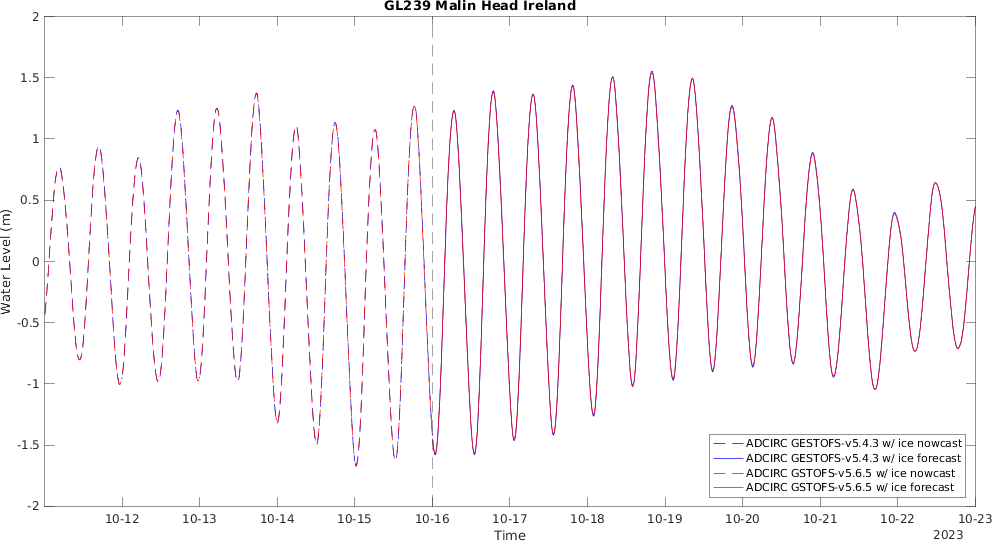 GL239 Malin Head Ireland
2
1.5
1
0.5
0
-0.5
-1
-1.5
-2
Water Level (m)
10-12 10-13 10-14 10-15 10-16 10-17 10-18 10-19 10-20 10-21 10-22 10-23
Time
2023
ADCIRC GESTOFS-v5.4.3 w/ ice nowcast
ADCIRC GESTOFS-v5.4.3 w/ ice forecast
ADCIRC GSTOFS-v5.6.5 w/ ice nowcast
ADCIRC GSTOFS-v5.6.5 w/ ice forecast